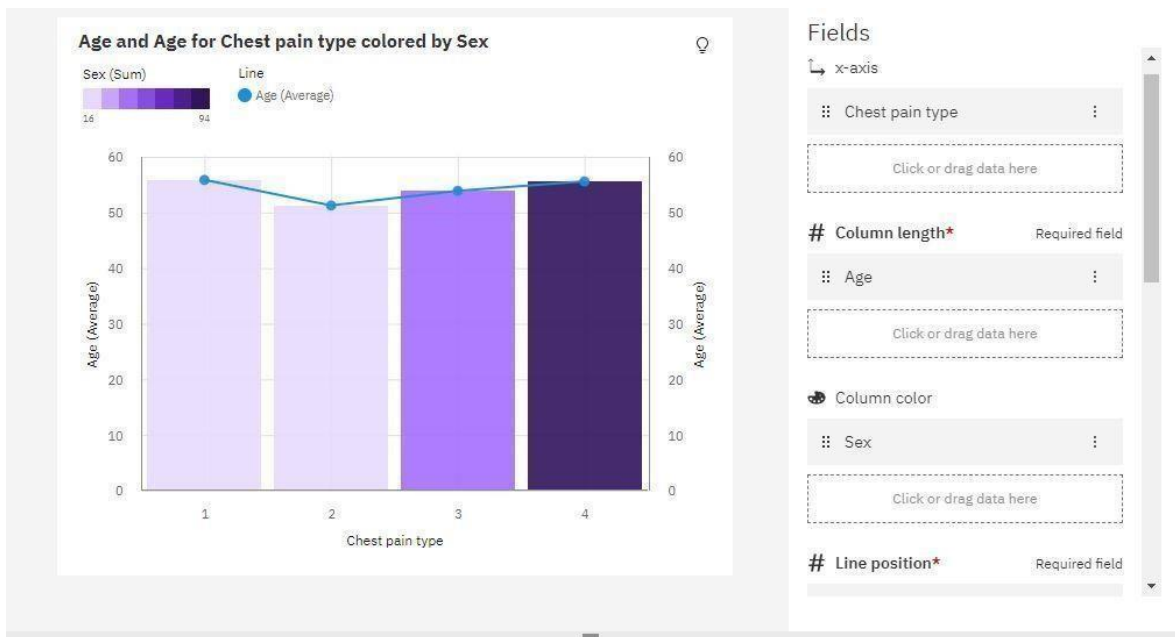 Age and Age for Chest pain type colored by Sex
Sex (Sum)
16
94
Line
Age (Average)
60
50
40
30
20
10
0
Age (Average)
60
50
40
30
20
10
0
Age (Average)
1
2
3
4
Chest pain type
Fields
x-axis
Chest pain type
Click or drag data here
# Column length* Required field
Age
Click or drag data here
Column color
Sex
Click or drag data here
# Line position* Required field